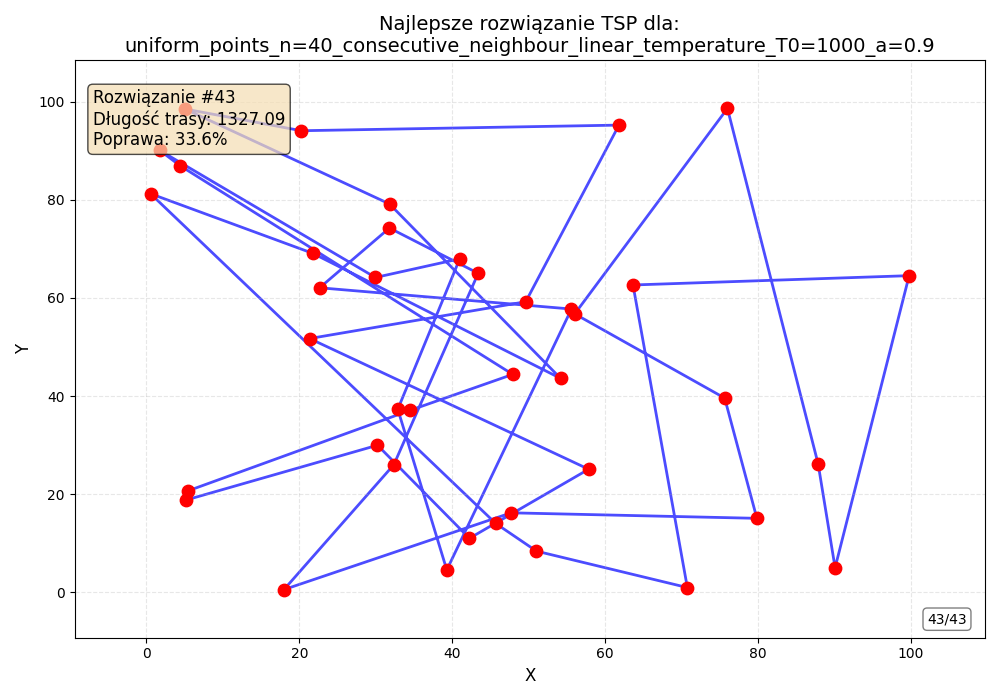 Najlepsze rozwiązanie TSP dla:
uniform_points_n=40_consecutive_neighbour_linear_temperature_T0=1000_a=0.9
Rozwiązanie #43
Długość trasy: 1327.09
Poprawa: 33.6%
100
80
60
40
20
0
Y
43/43
0 20 40 60 80 100
X